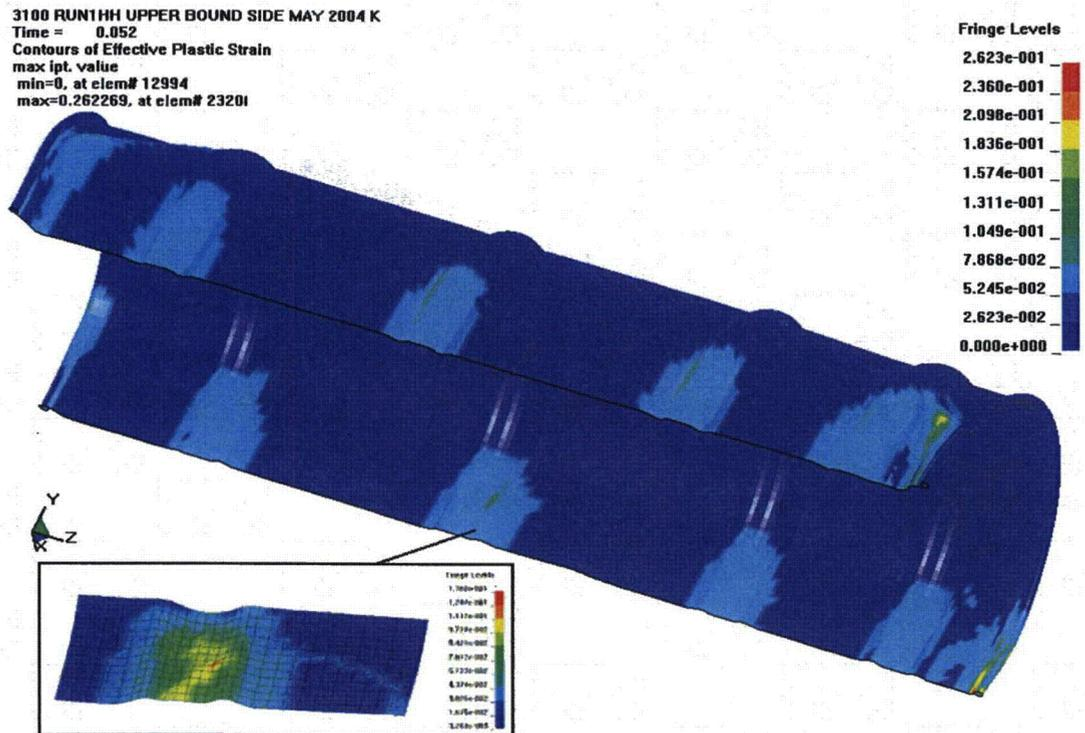 3100 RUN1HH UPPER BOUND SIDE MAY 2004 K
Time = 0.052
Contours of Effective Plastic Strain
max ipt. value
min=0, at elem# 12994
max=0.262269, at elem# 23201
Fringe Levels
2.623e-001
2.360e-001
2.098e-001
1.836e-001
1.574e-001
1.311e-001
1.049e-001
7.868e-002
5.245e-002
2.623e-002
0.000e+000
Y
Z
X
Fringe Levels